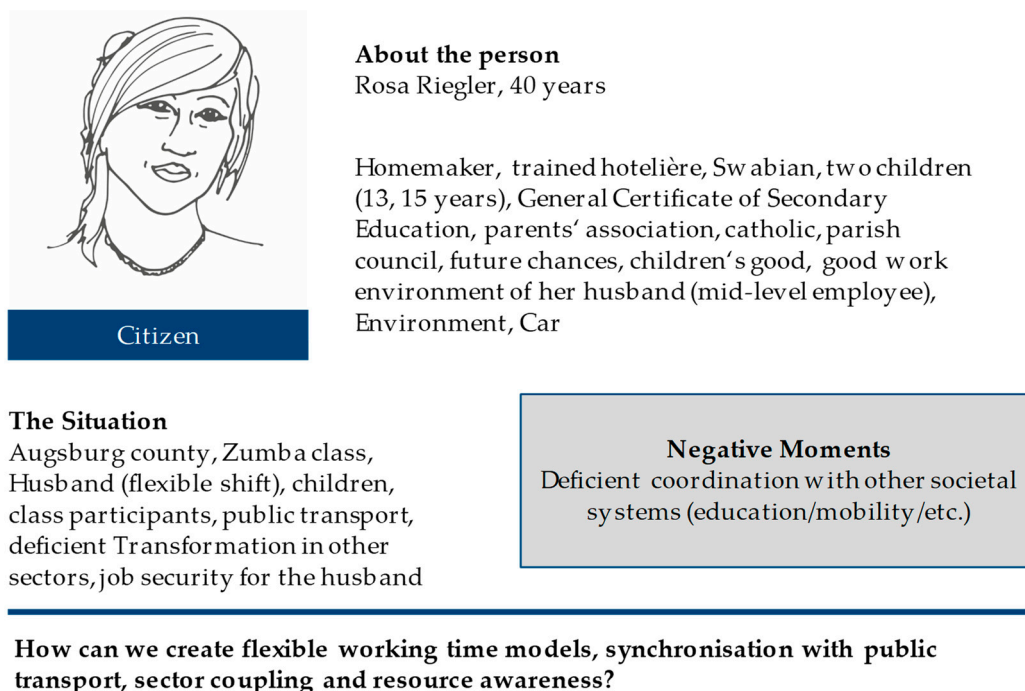 About the person
Rosa Riegler, 40 years
Homemaker, trained hotelière, Swabian, two children
(13, 15 years), General Certificate of Secondary
Education, parents‘ association, catholic, parish
council, future chances, children‘s good, good work
environment of her husband (mid-level employee),
Environment, Car
Citizen
The Situation
Augsburg county, Zumba class,
Husband (flexible shift), children,
class participants, public transport,
deficient Transformation in other
sectors, job security for the husband
Negative Moments
Deficient coordination with other societal
systems (education/mobility/etc.)
How can we create flexible working time models, synchronisation with public
transport, sector coupling and resource awareness?